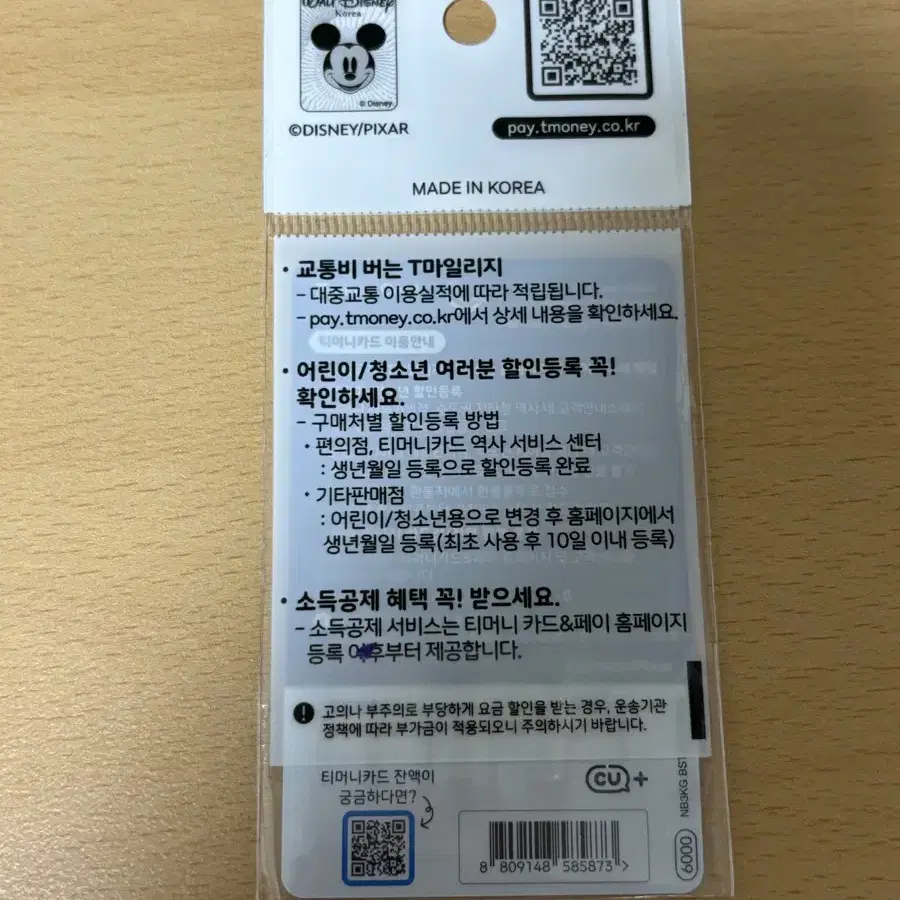 WALT DISNEY
Korea
© Disney
©DISNEY/PIXAR
pay.tmoney.co.kr
MADE IN KOREA
· 교통비 버는 T마일리지
- 대중교통 이용실적에 따라 적립됩니다.
- pay.tmoney.co.kr에서 상세 내용을 확인하세요.
티머니카드 이용안내
· 어린이/청소년 여러분 할인등록 꼭!
확인하세요.
- 구매처별 할인등록 방법
· 편의점, 티머니카드 역사 서비스 센터
: 생년월일 등록으로 할인등록 완료
· 기타판매점
: 어린이/청소년용으로 변경 후 홈페이지에서
생년월일 등록(최초 사용 후 10일 이내 등록)
· 소득공제 혜택 꼭! 받으세요.
- 소득공제 서비스는 티머니 카드&페이 홈페이지
등록 이후부터 제공합니다.
! 고의나 부주의로 부당하게 요금 할인을 받는 경우, 운송기관
정책에 따라 부가금이 적용되오니 주의하시기 바랍니다.
티머니카드 잔액이
궁금하다면?
CU+
8 809148 585873 >
6000 NB3KG BST